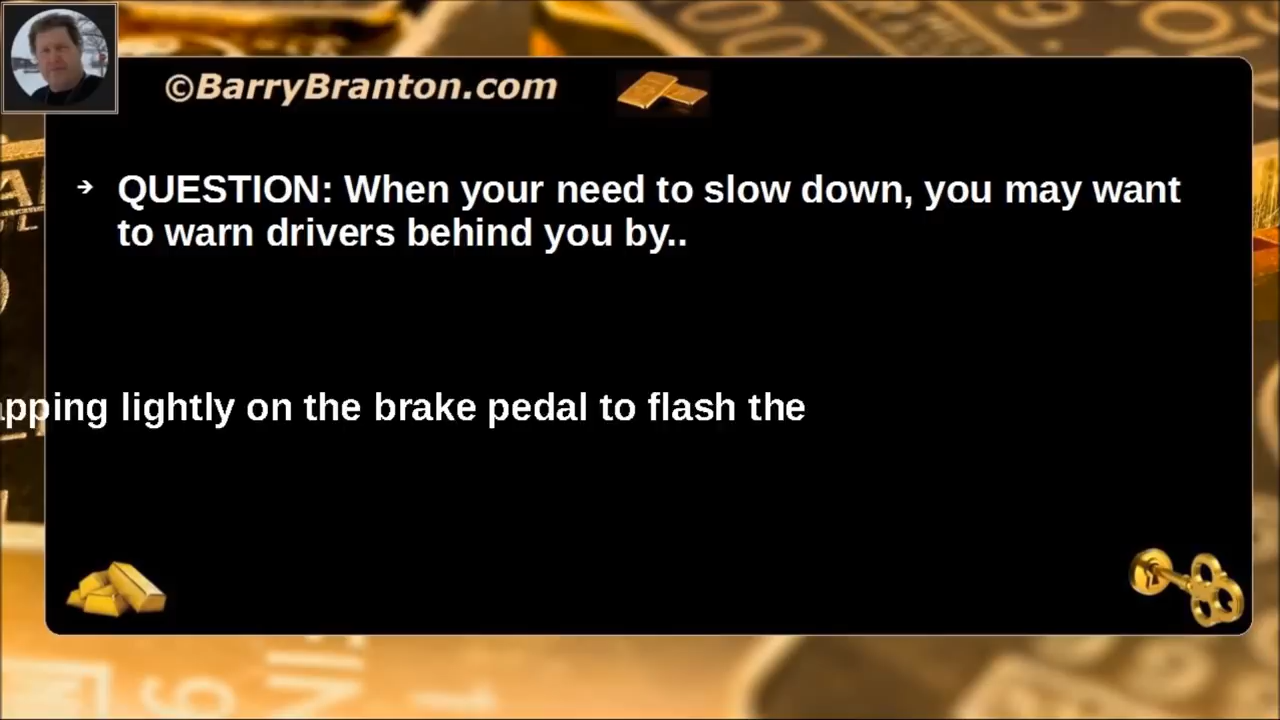 ©BarryBranton.com
➔ QUESTION: When your need to slow down, you may want
to warn drivers behind you by..
apping lightly on the brake pedal to flash the